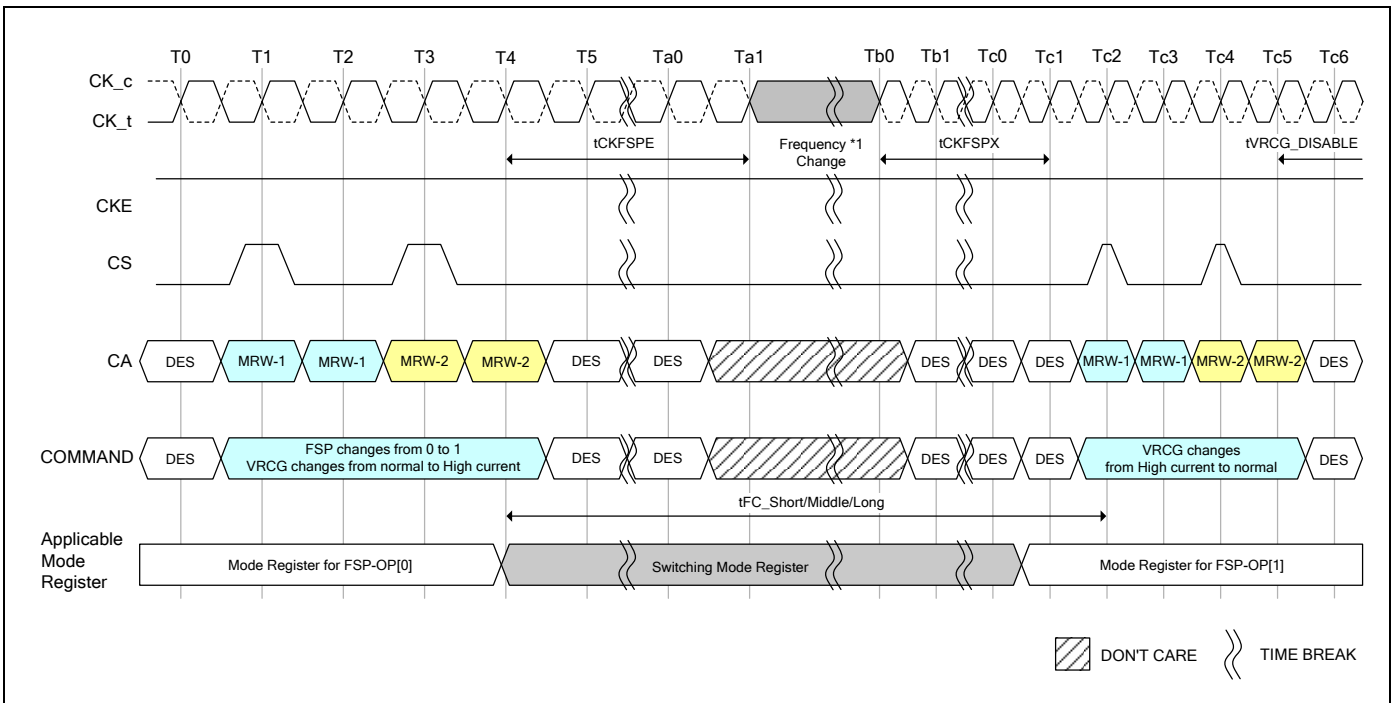 T0 T1 T2 T3 T4 T5 Ta0 Ta1 Tb0 Tb1 Tc0 Tc1 Tc2 Tc3 Tc4 Tc5 Tc6
CK_c
CK_t
tCKFSPE
Frequency *1
Change
tCKFSPX
tVRCG_DISABLE
CKE
CS
CA DES MRW-1 MRW-1 MRW-2 MRW-2 DES DES DES DES DES MRW-1 MRW-1 MRW-2 MRW-2 DES
COMMAND DES
FSP changes from 0 to 1
VRCG changes from normal to High current
DES DES DES DES DES
VRCG changes
from High current to normal
DES
tFC_Short/Middle/Long
Applicable
Mode
Register
Mode Register for FSP-OP[0] Switching Mode Register Mode Register for FSP-OP[1]
DON'T CARE TIME BREAK